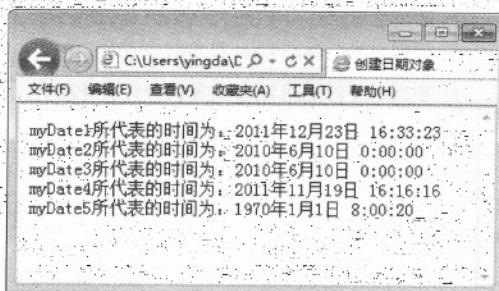 C:\Users\yingda\D
创建日期对象
文件(F) 编辑(E) 查看(V) 收藏夹(A) 工具(T) 帮助(H)
myDate1所代表的时间为：2011年12月23日 16:33:23
myDate2所代表的时间为：2010年6月10日 0:00:00
myDate3所代表的时间为：2010年6月10日 0:00:00
myDate4所代表的时间为：2011年11月19日 16:16:16
myDate5所代表的时间为：1970年1月1日 8:00:20